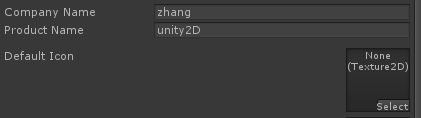 Company Name zhang
Product Name unity2D
Default Icon None
(Texture2D)
Select